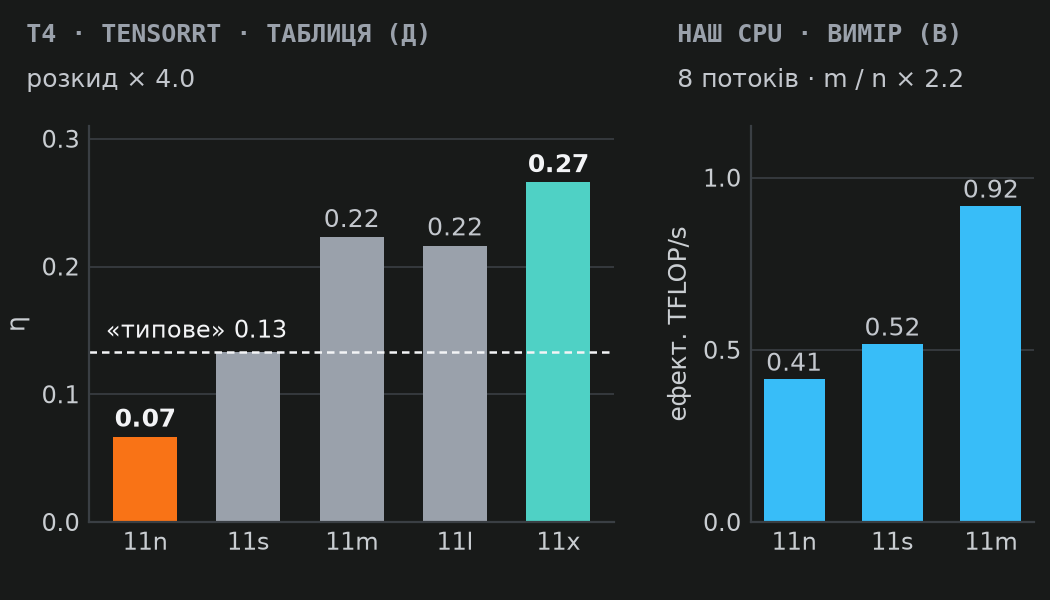 T4 · TENSORRT · ТАБЛИЦЯ (Д)
розкид × 4.0
η
0.3
0.2
0.1
0.0
«типове» 0.13
0.07
0.22
0.22
0.27
11n
11s
11m
11l
11x
НАШ CPU · ВИМІР (В)
8 потоків · m / n × 2.2
ефект. TFLOP/s
1.0
0.5
0.0
0.41
0.52
0.92
11n
11s
11m